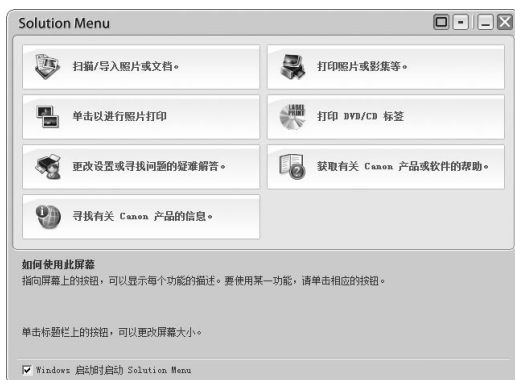 Solution Menu
扫描/导入照片或文档。
打印照片或影集等。
单击以进行照片打印
LABEL PRINT
打印 DVD/CD 标签
更改设置或寻找问题的疑难解答。
获取有关 Canon 产品或软件的帮助。
寻找有关 Canon 产品的信息。
如何使用此屏幕
指向屏幕上的按钮，可以显示每个功能的描述。要使用某一功能，请单击相应的按钮。
单击标题栏上的按钮，可以更改屏幕大小。
Windows 启动时启动 Solution Menu